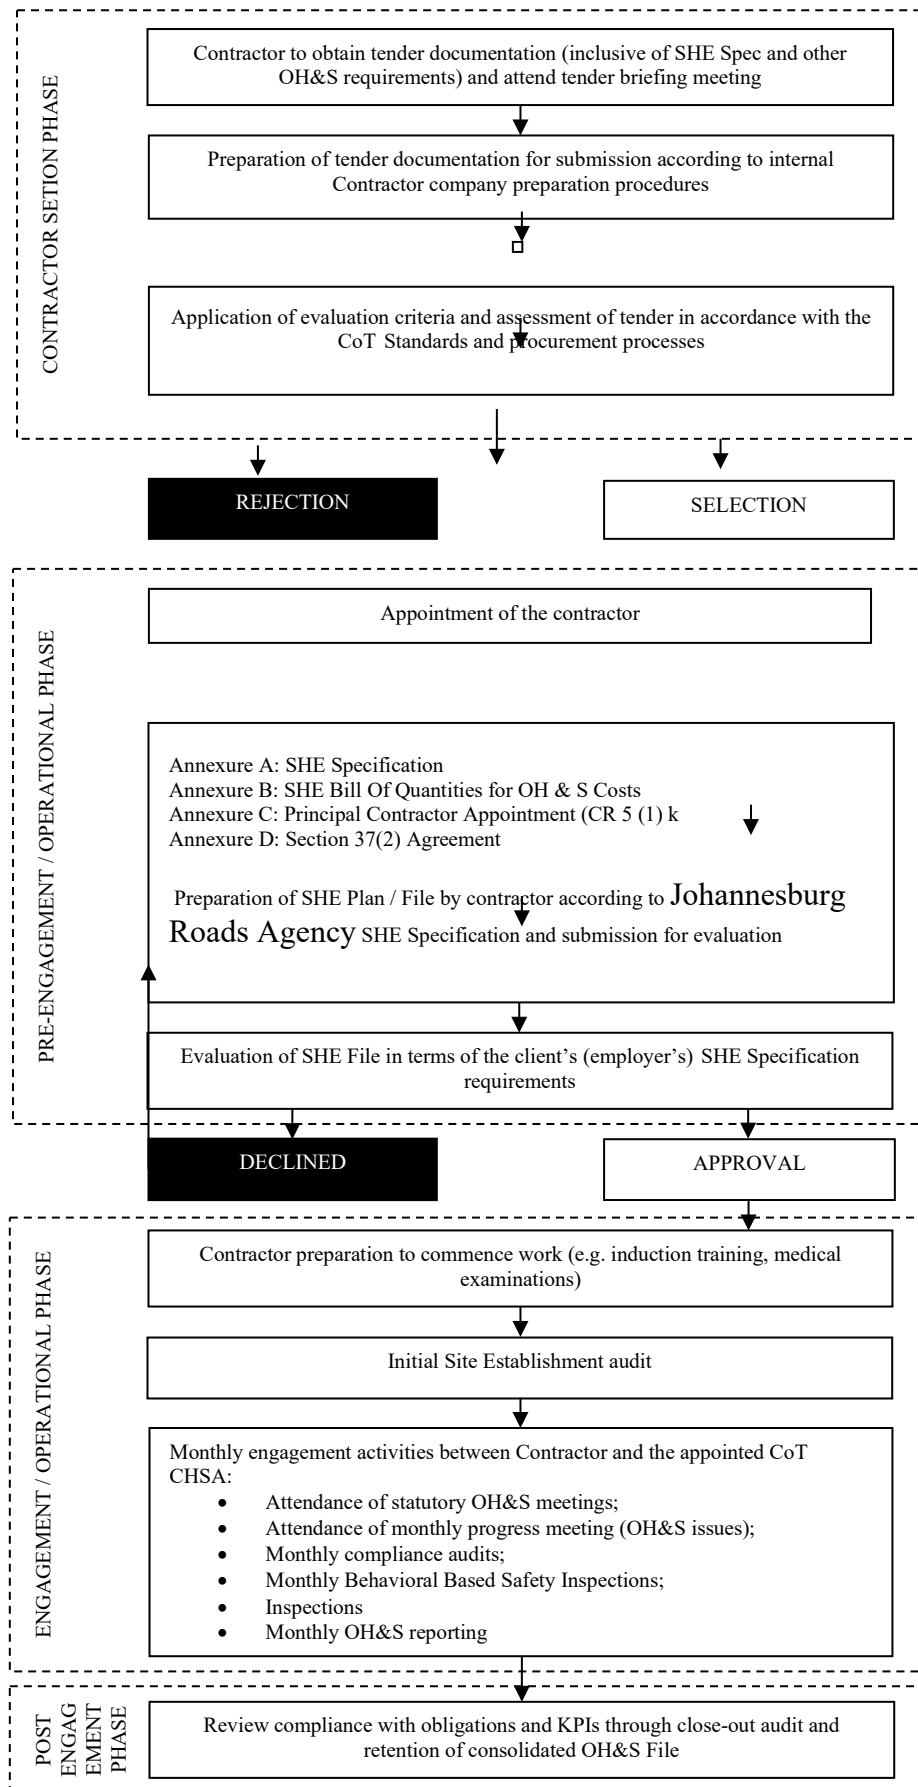 CONTRACTOR SETION PHASE
Contractor to obtain tender documentation (inclusive of SHE Spec and other
OH&S requirements) and attend tender briefing meeting
Preparation of tender documentation for submission according to internal
Contractor company preparation procedures
Application of evaluation criteria and assessment of tender in accordance with the
CoT Standards and procurement processes
REJECTION
SELECTION
PRE-ENGAGEMENT / OPERATIONAL PHASE
Appointment of the contractor
Annexure A: SHE Specification
Annexure B: SHE Bill Of Quantities for OH & S Costs
Annexure C: Principal Contractor Appointment (CR 5 (1) k
Annexure D: Section 37(2) Agreement
Preparation of SHE Plan / File by contractor according to Johannesburg
Roads Agency SHE Specification and submission for evaluation
Evaluation of SHE File in terms of the client's (employer's) SHE Specification
requirements
DECLINED
APPROVAL
ENGAGEMENT / OPERATIONAL PHASE
Contractor preparation to commence work (e.g. induction training, medical
examinations)
Initial Site Establishment audit
Monthly engagement activities between Contractor and the appointed CoT
CHSA:
• Attendance of statutory OH&S meetings;
• Attendance of monthly progress meeting (OH&S issues);
• Monthly compliance audits;
• Monthly Behavioral Based Safety Inspections;
• Inspections
• Monthly OH&S reporting
POST
ENGAG
EMENT
PHASE
Review compliance with obligations and KPIs through close-out audit and
retention of consolidated OH&S File